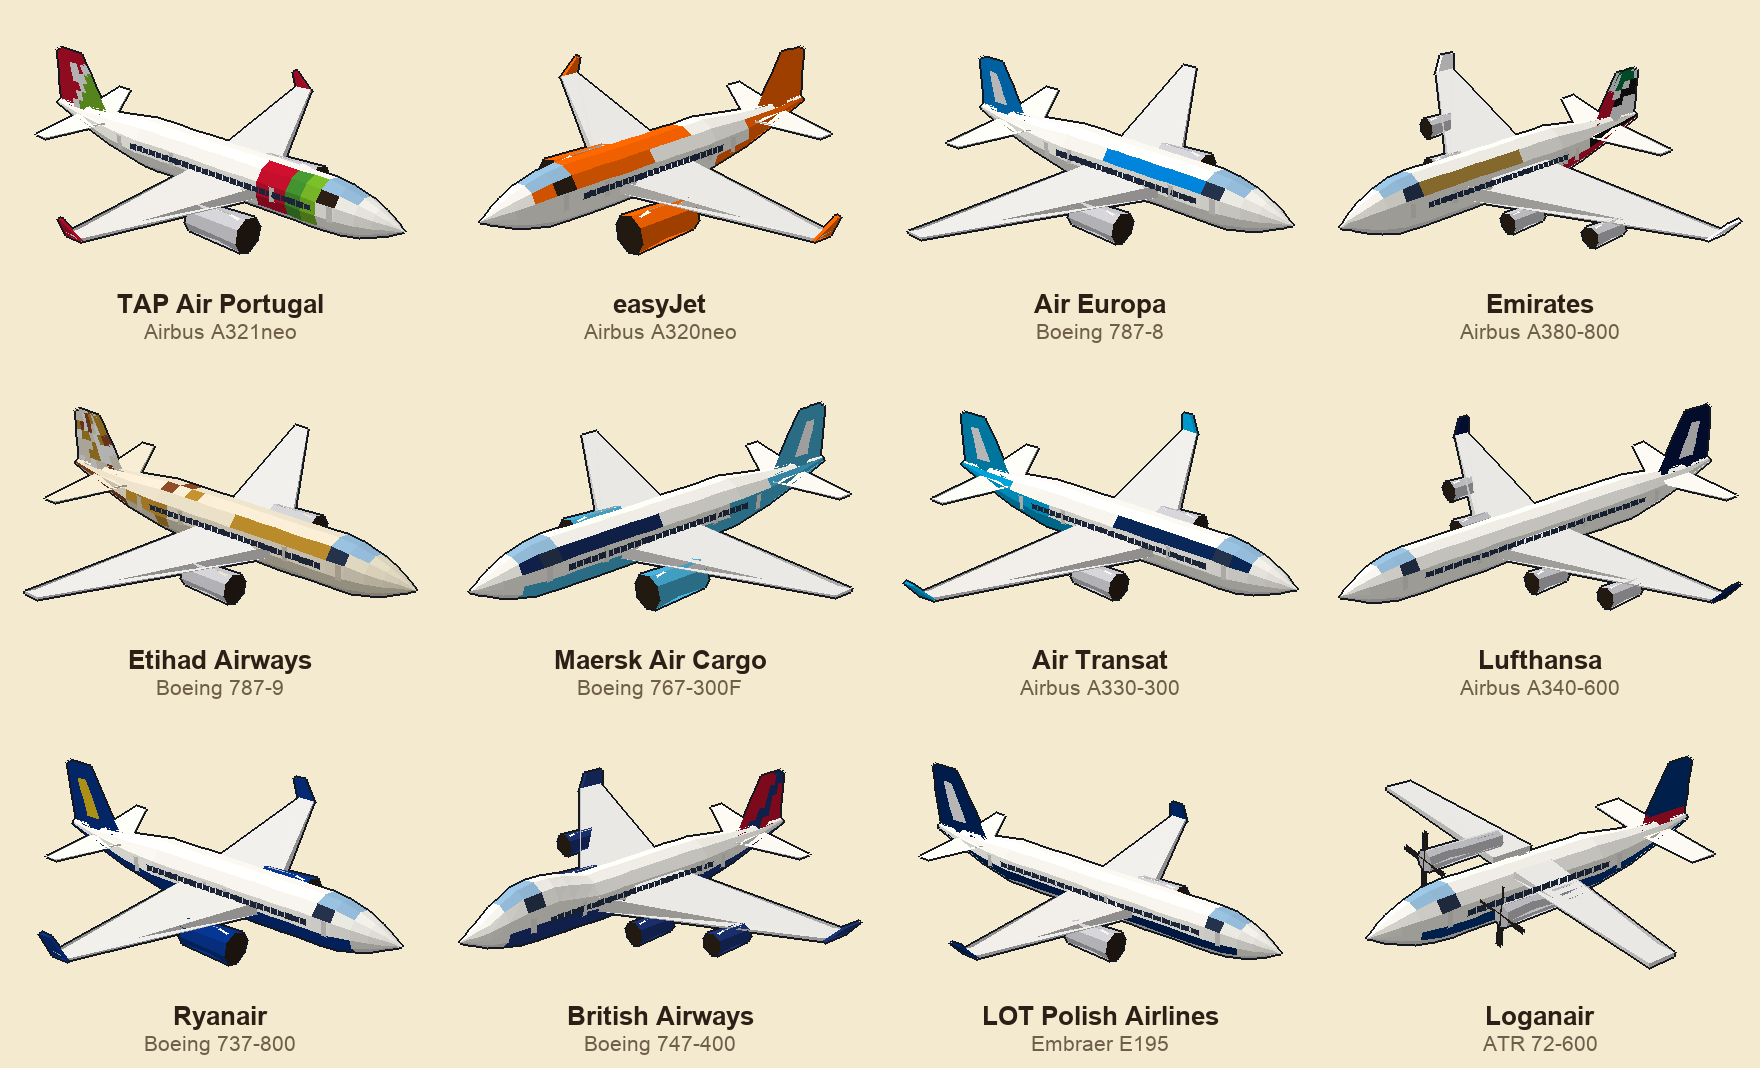 TAP Air Portugal
Airbus A321neo
easyJet
Airbus A320neo
Air Europa
Boeing 787-8
Emirates
Airbus A380-800
Etihad Airways
Boeing 787-9
Maersk Air Cargo
Boeing 767-300F
Air Transat
Airbus A330-300
Lufthansa
Airbus A340-600
Ryanair
Boeing 737-800
British Airways
Boeing 747-400
LOT Polish Airlines
Embraer E195
Loganair
ATR 72-600